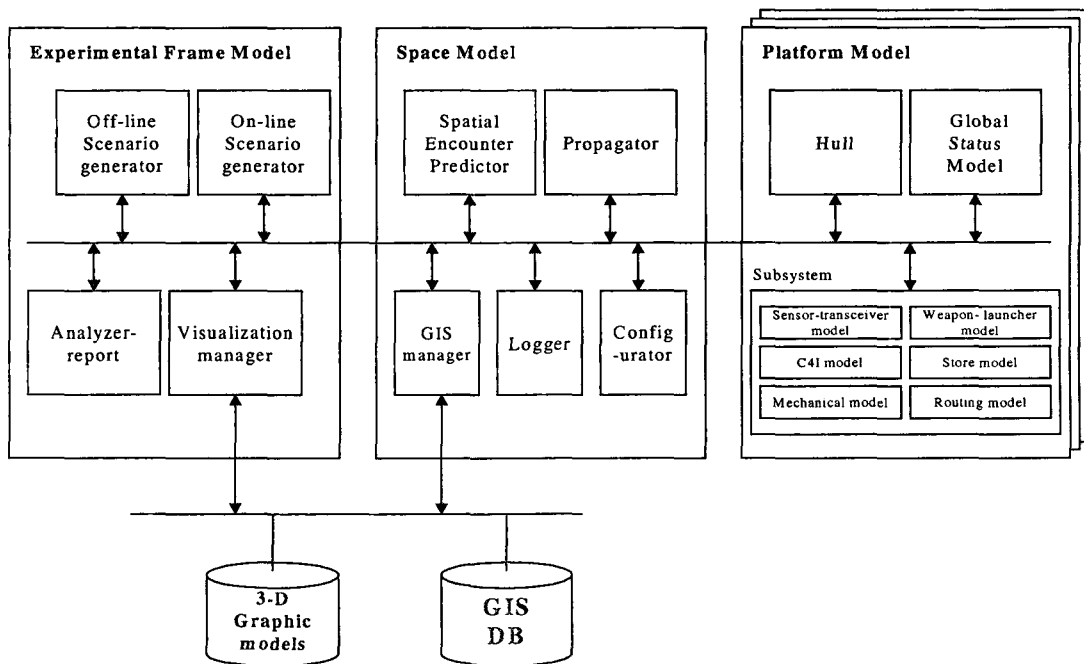 Experimental Frame Model
Off-line
Scenario
generator
On-line
Scenario
generator
Analyzer-
report
Visualization
manager
Space Model
Spatial
Encounter
Predictor
Propagator
GIS
manager
Logger
Config
-urator
Platform Model
Hull
Global
Status
Model
Subsystem
Sensor-transceiver
model
Weapon- launcher
model
C4I model
Store model
Mechanical model
Routing model
3-D
Graphic
models
GIS
DB